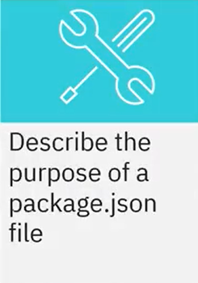 Describe the
purpose of a
package.json
file